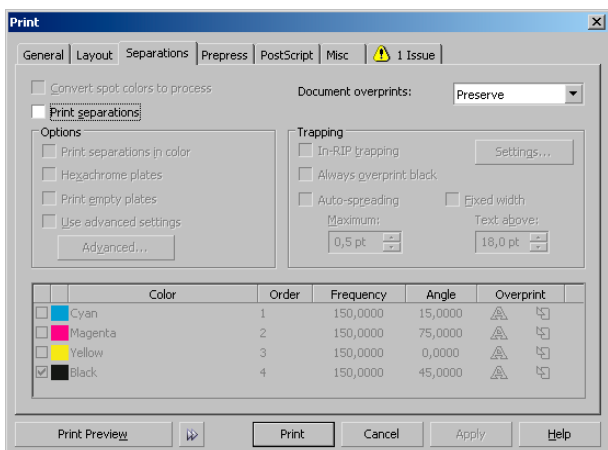 Print
General Layout Separations Prepress PostScript Misc 1 Issue
Convert spot colors to process
Document overprints: Preserve
Print separations
Options
Print separations in color
Hexachrome plates
Print empty plates
Use advanced settings
Advanced...
Trapping
In-RIP trapping Settings...
Always overprint black
Auto-spreading Fixed width
Maximum: Text above:
0,5 pt 18,0 pt
Color Order Frequency Angle Overprint
Cyan 1 150,0000 15,0000
Magenta 2 150,0000 75,0000
Yellow 3 150,0000 0,0000
Black 4 150,0000 45,0000
Print Preview Print Cancel Apply Help